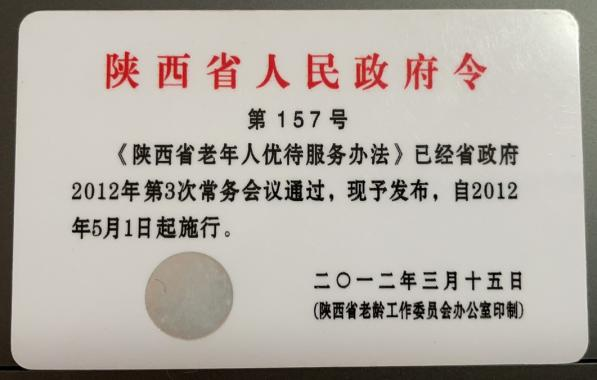 陕西省人民政府令
第157号
《陕西省老年人优待服务办法》已经省政府
2012年第3次常务会议通过，现予发布，自2012
年5月1日起施行。
二〇一二年三月十五日
(陕西省老龄工作委员会办公室印制)